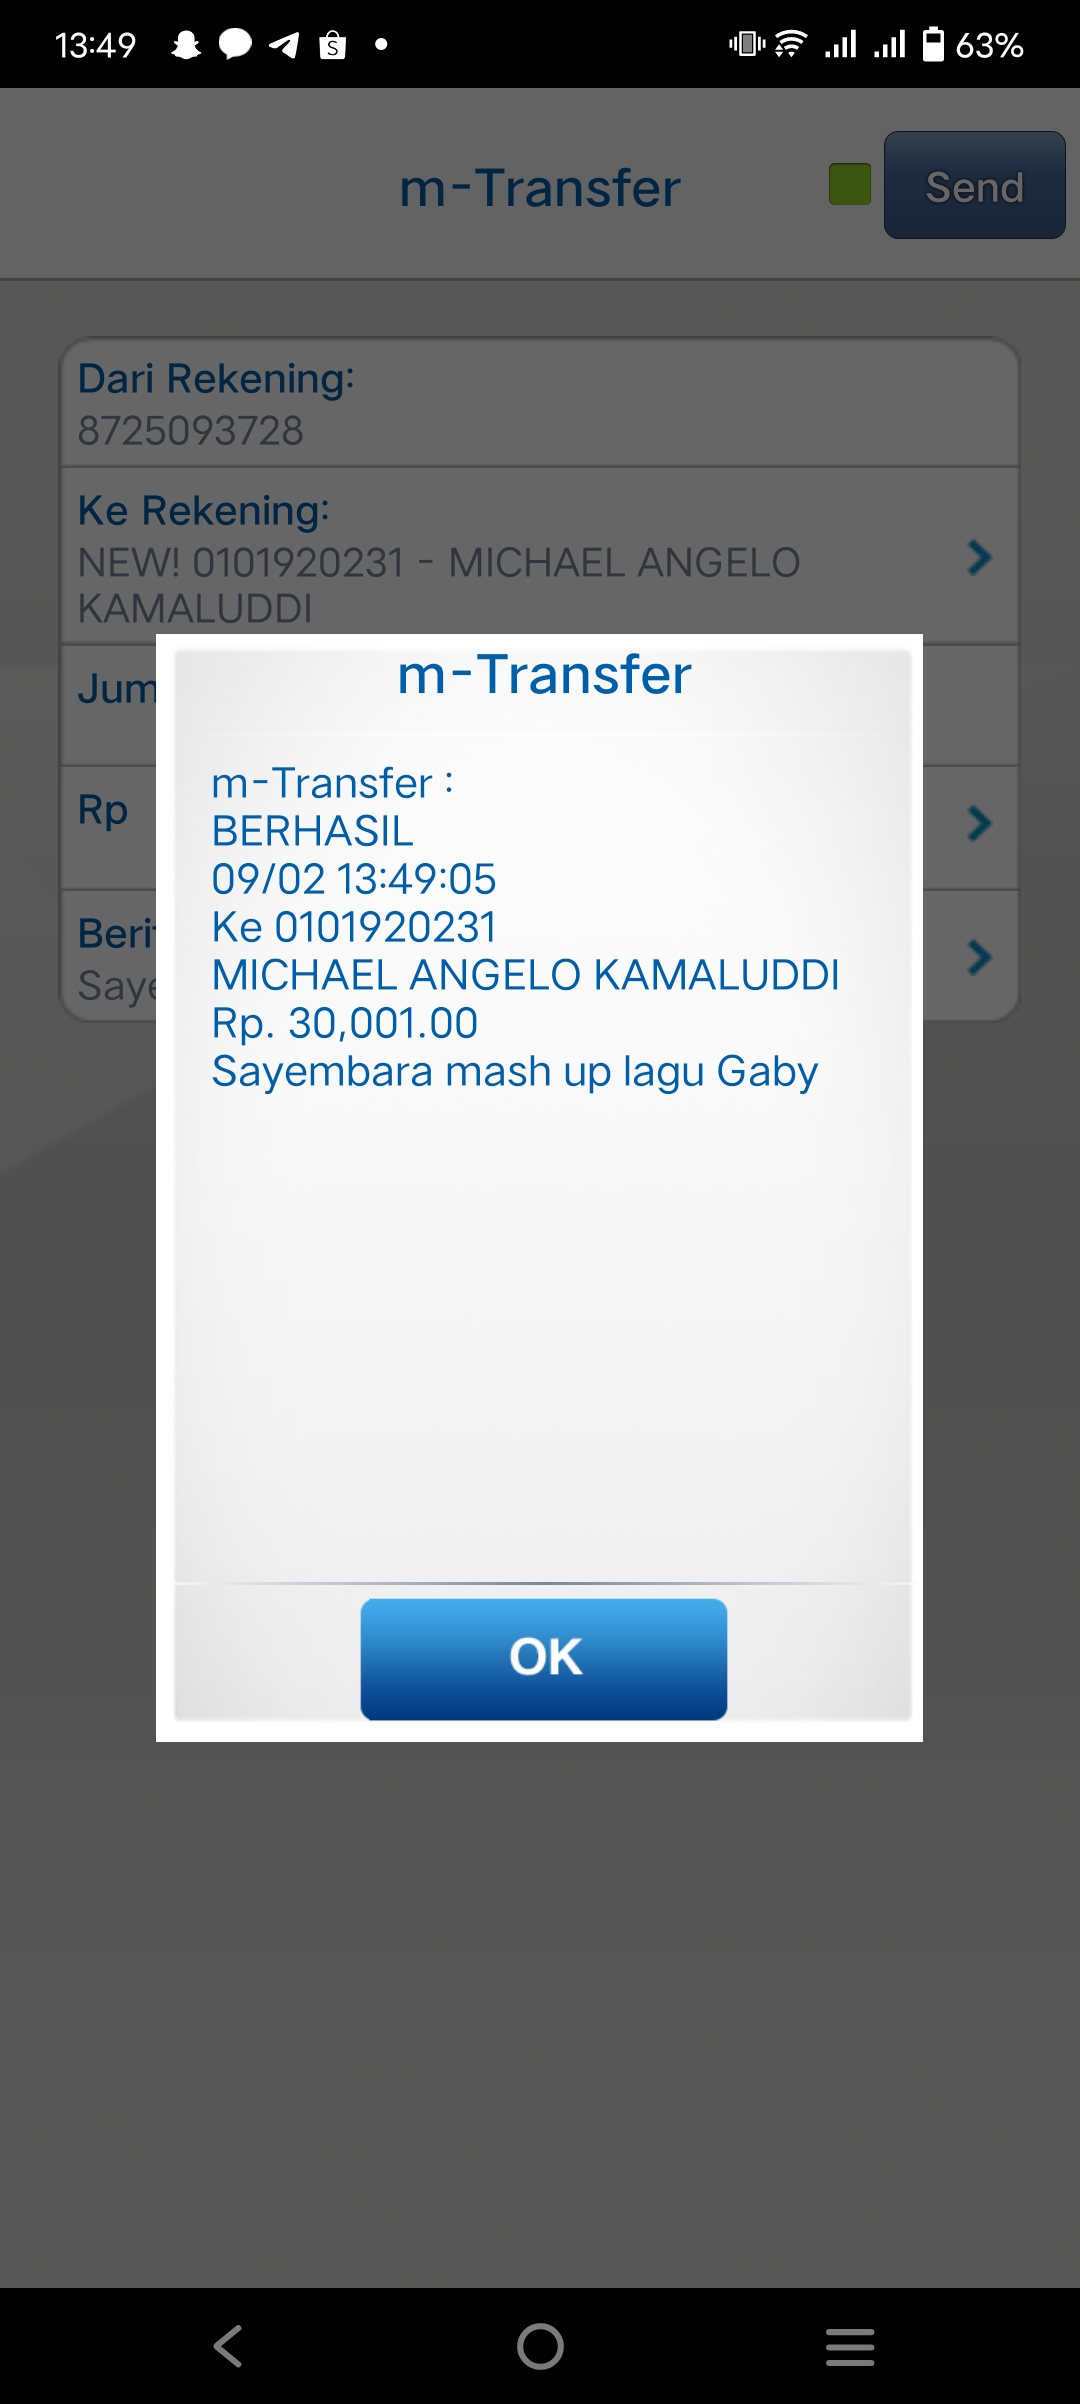 13:49
63%
m-Transfer
Send
Dari Rekening:
8725093728
Ke Rekening:
NEW! 0101920231 - MICHAEL ANGELO
KAMALUDDI
Jum
Rp
Beri
Saye
m-Transfer
m-Transfer :
BERHASIL
09/02 13:49:05
Ke 0101920231
MICHAEL ANGELO KAMALUDDI
Rp. 30,001.00
Sayembara mash up lagu Gaby
OK